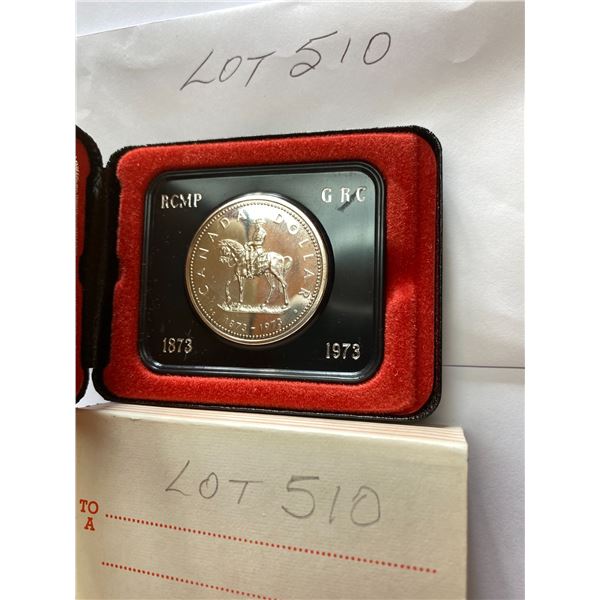 LOT 510
RCMP GRC
CANADA DOLLAR
1873-1973
1873 1973
LOT 510
TO
A